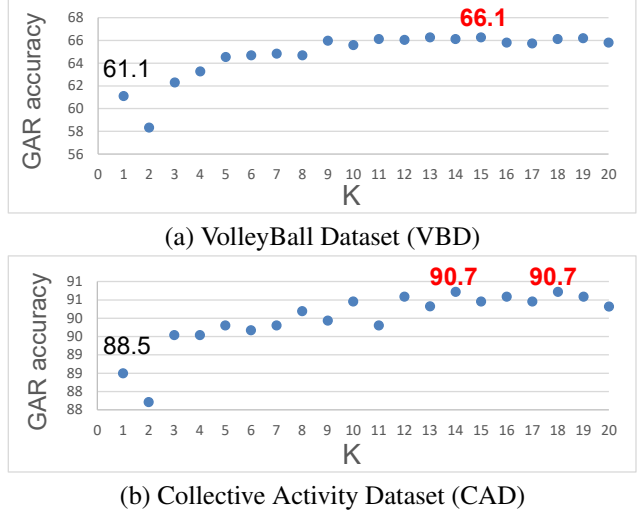 66.1
68
66
64
62
60
58
56
61.1
GAR accuracy
0 1 2 3 4 5 6 7 8 9 10 11 12 13 14 15 16 17 18 19 20
K
(a) VolleyBall Dataset (VBD)
91
91
90
90
89
89
88
88
90.7 90.7
88.5
GAR accuracy
0 1 2 3 4 5 6 7 8 9 10 11 12 13 14 15 16 17 18 19 20
K
(b) Collective Activity Dataset (CAD)